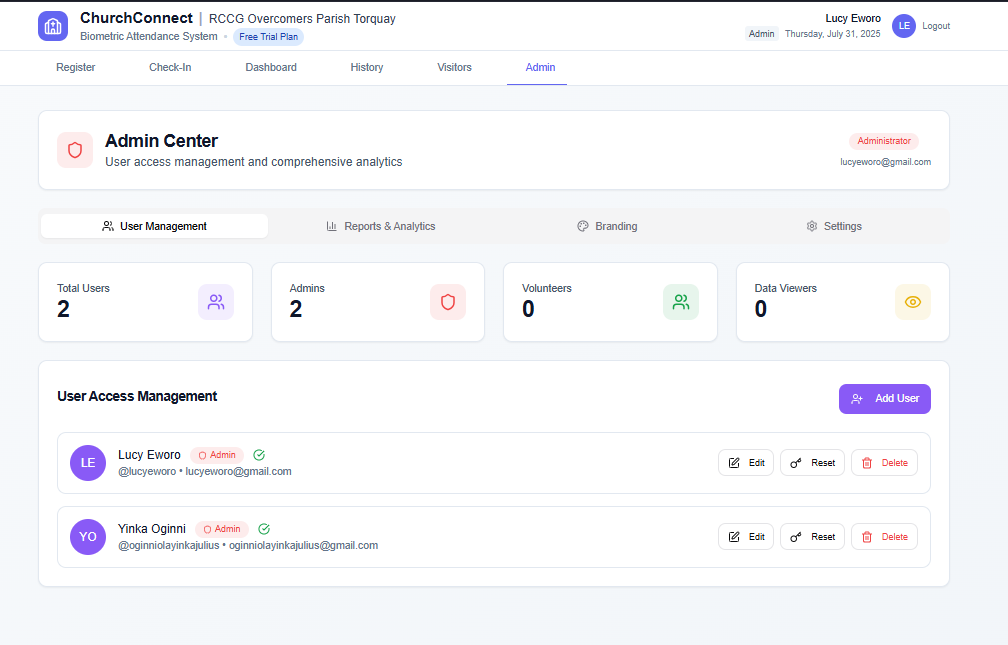 ChurchConnect | RCCG Overcomers Parish Torquay
Biometric Attendance System • Free Trial Plan
Lucy Eworo
Admin Thursday, July 31, 2025
LE
Logout
Register Check-In Dashboard History Visitors Admin
Admin Center
User access management and comprehensive analytics
Administrator
lucyeworo@gmail.com
User Management Reports & Analytics Branding Settings
Total Users
2
Admins
2
Volunteers
0
Data Viewers
0
User Access Management
Add User
LE
Lucy Eworo Admin
@lucyeworo • lucyeworo@gmail.com
Edit Reset Delete
YO
Yinka Oginni Admin
@oginniolayinkajulius • oginniolayinkajulius@gmail.com
Edit Reset Delete